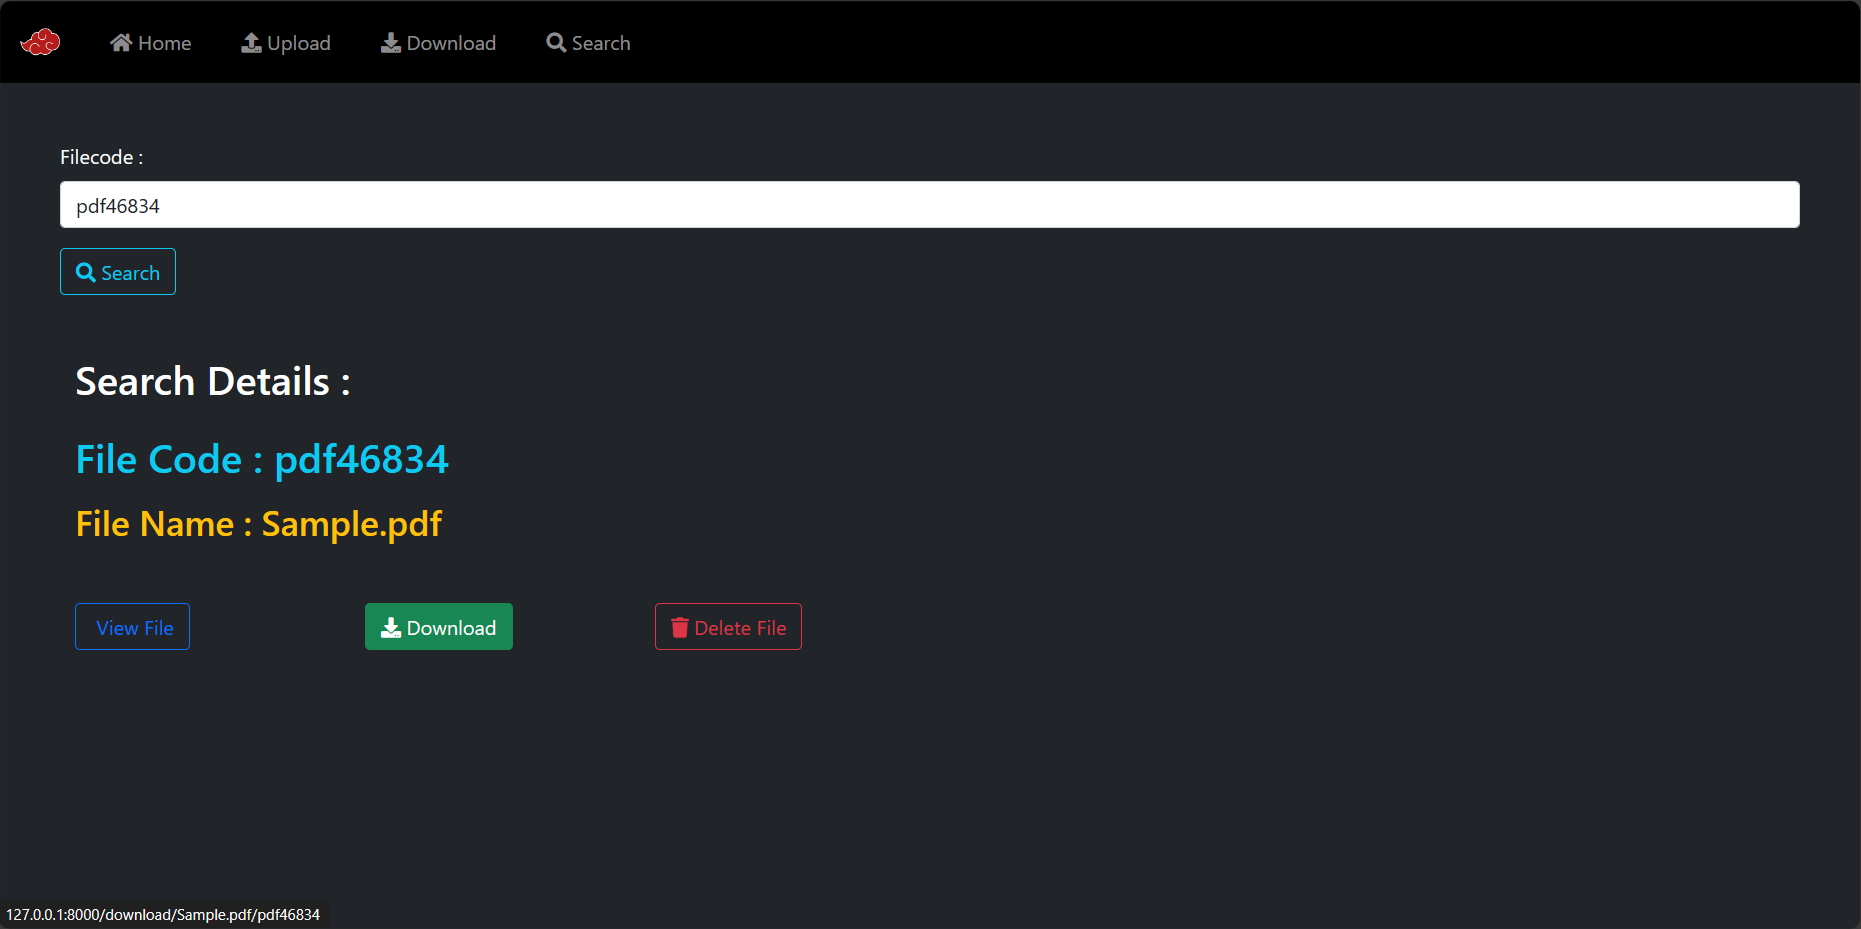 Home Upload Download Search
Filecode :
pdf46834
Search
Search Details :
File Code : pdf46834
File Name : Sample.pdf
View File Download Delete File
127.0.0.1:8000/download/Sample.pdf/pdf46834